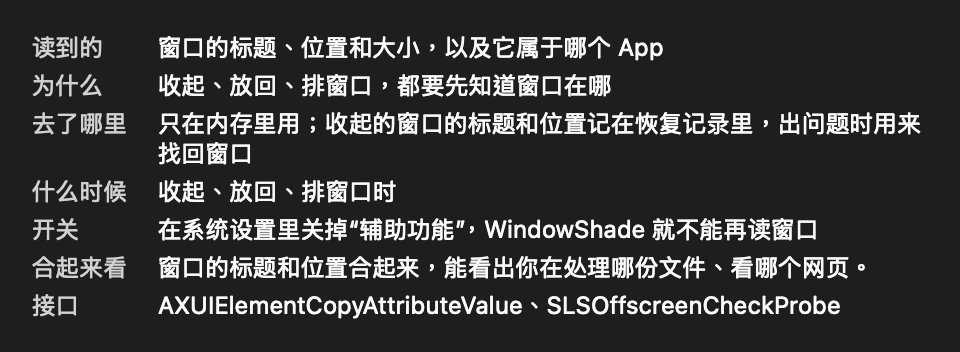 读到的 窗口的标题、位置和大小，以及它属于哪个 App
为什么 收起、放回、排窗口，都要先知道窗口在哪
去了哪里 只在内存里用；收起的窗口的标题和位置记在恢复记录里，出问题时用来
找回窗口
什么时候 收起、放回、排窗口时
开关 在系统设置里关掉“辅助功能”，WindowShade 就不能再读窗口
合起来看 窗口的标题和位置合起来，能看出你在处理哪份文件、看哪个网页。
接口 AXUIElementCopyAttributeValue、SLSOffscreenCheckProbe